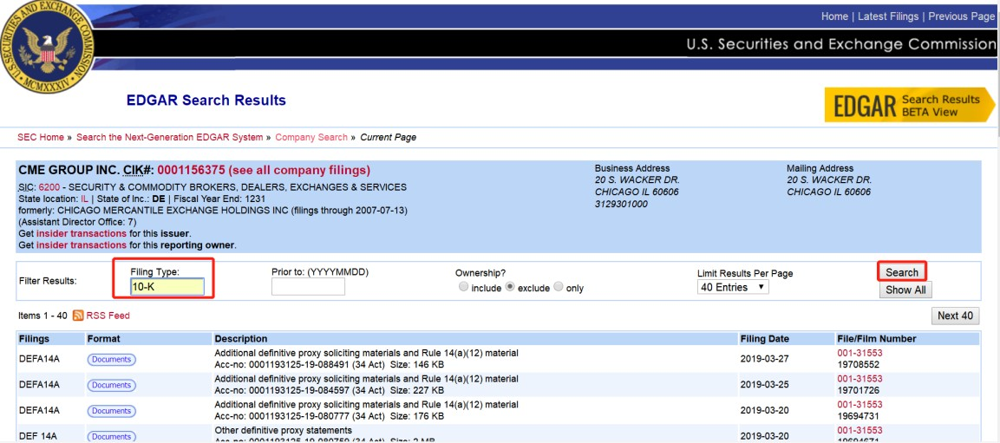 SECURITIES AND EXCHANGE COMMISSION
MCMXXXIV
Home | Latest Filings | Previous Page
U.S. Securities and Exchange Commission
EDGAR Search Results
EDGAR Search Results
BETA View
SEC Home » Search the Next-Generation EDGAR System » Company Search » Current Page
CME GROUP INC. CIK#: 0001156375 (see all company filings)
SIC: 6200 - SECURITY & COMMODITY BROKERS, DEALERS, EXCHANGES & SERVICES
State location: IL | State of Inc.: DE | Fiscal Year End: 1231
formerly: CHICAGO MERCANTILE EXCHANGE HOLDINGS INC (filings through 2007-07-13)
(Assistant Director Office: 7)
Get insider transactions for this issuer.
Get insider transactions for this reporting owner.
Business Address
20 S. WACKER DR.
CHICAGO IL 60606
3129301000
Mailing Address
20 S. WACKER DR.
CHICAGO IL 60606
Filter Results:
Filing Type:
10-K
Prior to: (YYYYMMDD)
Ownership?
include exclude only
Limit Results Per Page
40 Entries
Search
Show All
Items 1 - 40 RSS Feed
Next 40
Filings Format Description Filing Date File/Film Number
DEFA14A Documents Additional definitive proxy soliciting materials and Rule 14(a)(12) material 2019-03-27 001-31553
Acc-no: 0001193125-19-088491 (34 Act) Size: 146 KB 19708552
DEFA14A Documents Additional definitive proxy soliciting materials and Rule 14(a)(12) material 2019-03-25 001-31553
Acc-no: 0001193125-19-084597 (34 Act) Size: 227 KB 19701726
DEFA14A Documents Additional definitive proxy soliciting materials and Rule 14(a)(12) material 2019-03-20 001-31553
Acc-no: 0001193125-19-080777 (34 Act) Size: 176 KB 19694731
DEF 14A Documents Other definitive proxy statements 2019-03-20 001-31553
Acc-no: 0001193125-19-080759 (34 Act) Size: 2 MB 19694671